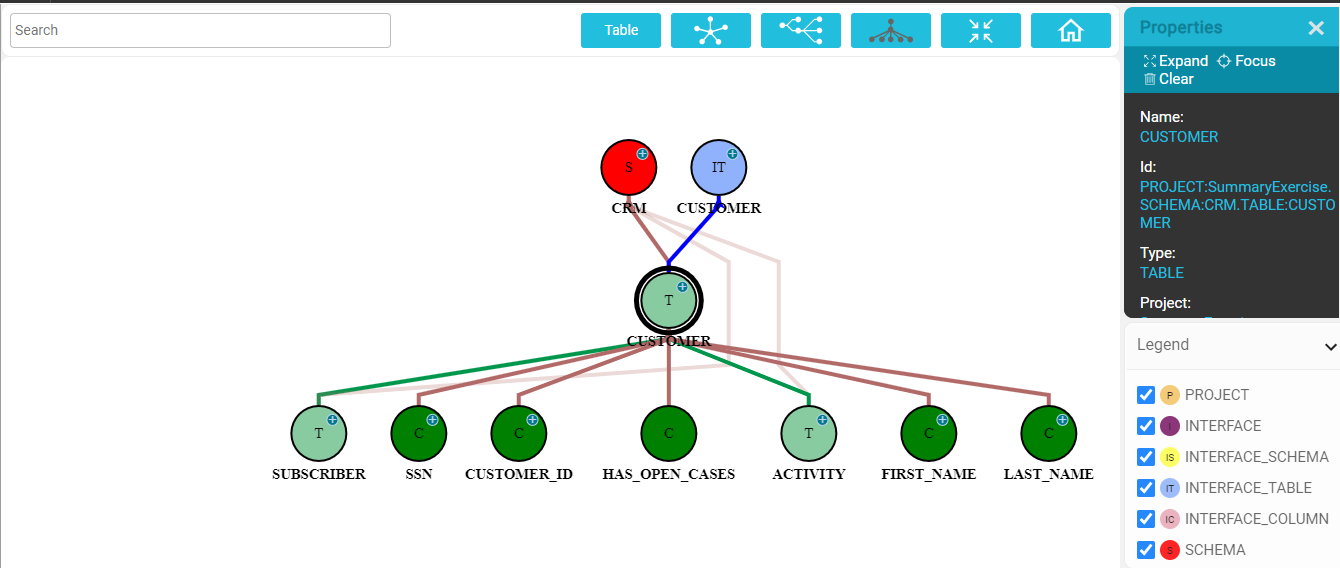 Search
Table
Properties
Expand Focus
Clear
Name:
CUSTOMER
Id:
PROJECT:SummaryExercise.
SCHEMA:CRM.TABLE:CUSTO
MER
Type:
TABLE
Project:
S IT
CRM CUSTOMER
T
CUSTOMER
T C C C T C C
SUBSCRIBER SSN CUSTOMER_ID HAS_OPEN_CASES ACTIVITY FIRST_NAME LAST_NAME
Legend
P PROJECT
I INTERFACE
IS INTERFACE_SCHEMA
IT INTERFACE_TABLE
IC INTERFACE_COLUMN
S SCHEMA